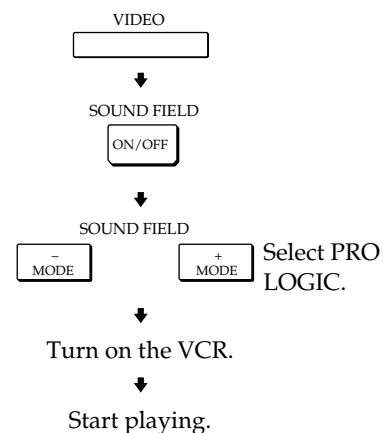 VIDEO
SOUND FIELD
ON/OFF
SOUND FIELD
–
MODE
+
MODE
Select PRO
LOGIC.
Turn on the VCR.
Start playing.